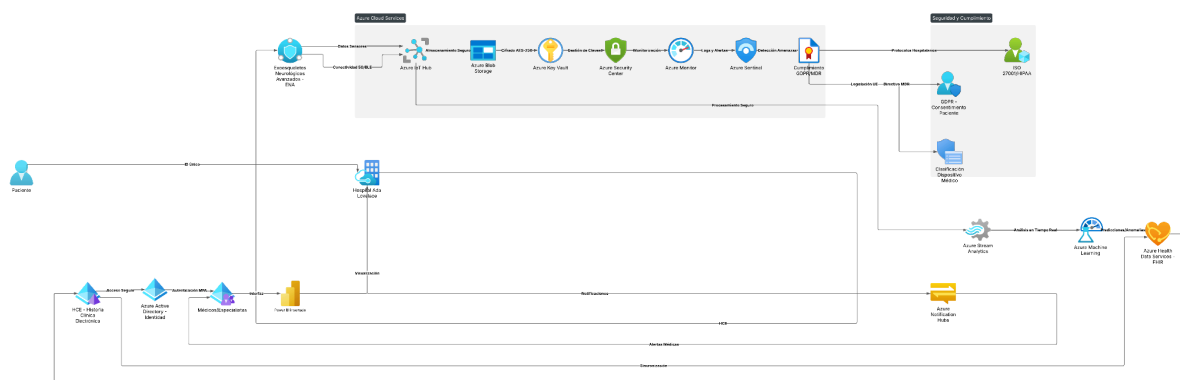 Azure Cloud Services
Seguridad y Cumplimiento
Datos Sensores
Conectividad 5G/BLE
Exoesqueletos
Neurológicos
Avanzados -
ENA
Azure IoT Hub
Almacenamiento Seguro
Azure Blob
Storage
Cifrado AES-256
Azure Key Vault
Gestión de Claves
Azure Security
Center
Monitorización
Azure Monitor
Logs y Alertas
Azure Sentinel
Detección Amenazas
Cumplimiento
GDPR/MDR
Protocolos Hospitalarios
ISO
27001/HIPAA
Legislación UE
Directiva MDR
GDPR -
Consentimiento
Paciente
Procesamiento Seguro
Clasificación
Dispositivo
Médico
Paciente
ID Único
Hospital Ada
Lovelace
Azure Stream
Analytics
Análisis en Tiempo Real
Azure Machine
Learning
Predicciones/Anomalías
Azure Health
Data Services -
FHIR
Visualización
HCE - Historia
Clínica
Electrónica
Acceso Seguro
Azure Active
Directory -
Identidad
Autenticación MFA
Médicos/Especialistas
Power BI
Notificaciones
Azure
Notification
Hubs
HCE
Alertas Médicas
Sincronización